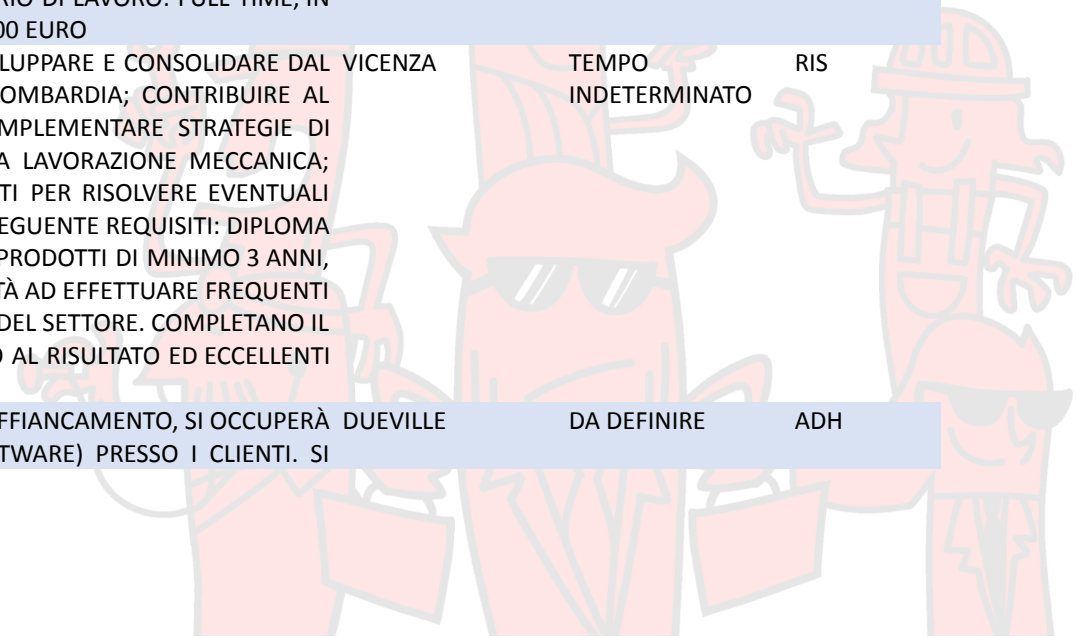 RIO DI LAVORO: FULL TIME, IN
00 EURO
LUPPARE E CONSOLIDARE DAL VICENZA TEMPO RIS
OMBARDIA; CONTRIBUIRE AL INDETERMINATO
MPLEMENTARE STRATEGIE DI
A LAVORAZIONE MECCANICA;
TI PER RISOLVERE EVENTUALI
EGUENTE REQUISITI: DIPLOMA
PRODOTTI DI MINIMO 3 ANNI,
TÀ AD EFFETTUARE FREQUENTI
DEL SETTORE. COMPLETANO IL
O AL RISULTATO ED ECCELLENTI
FFIANCAMENTO, SI OCCUPERÀ DUEVILLE DA DEFINIRE ADH
TWARE) PRESSO I CLIENTI. SI